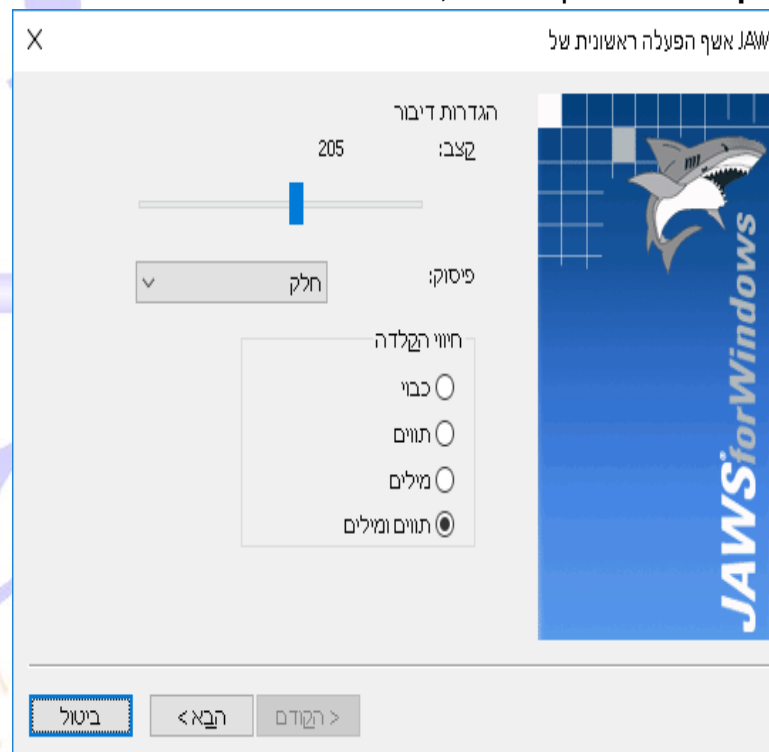 אשף הפעלה ראשונית של JAW
X
הגדרות דיבור
קצב: 205
פיסוק: חלק
חיווי הקלדה
כבוי
תווים
מילים
תווים ומילים
JAWS for Windows
< הקודם
הבא >
ביטול